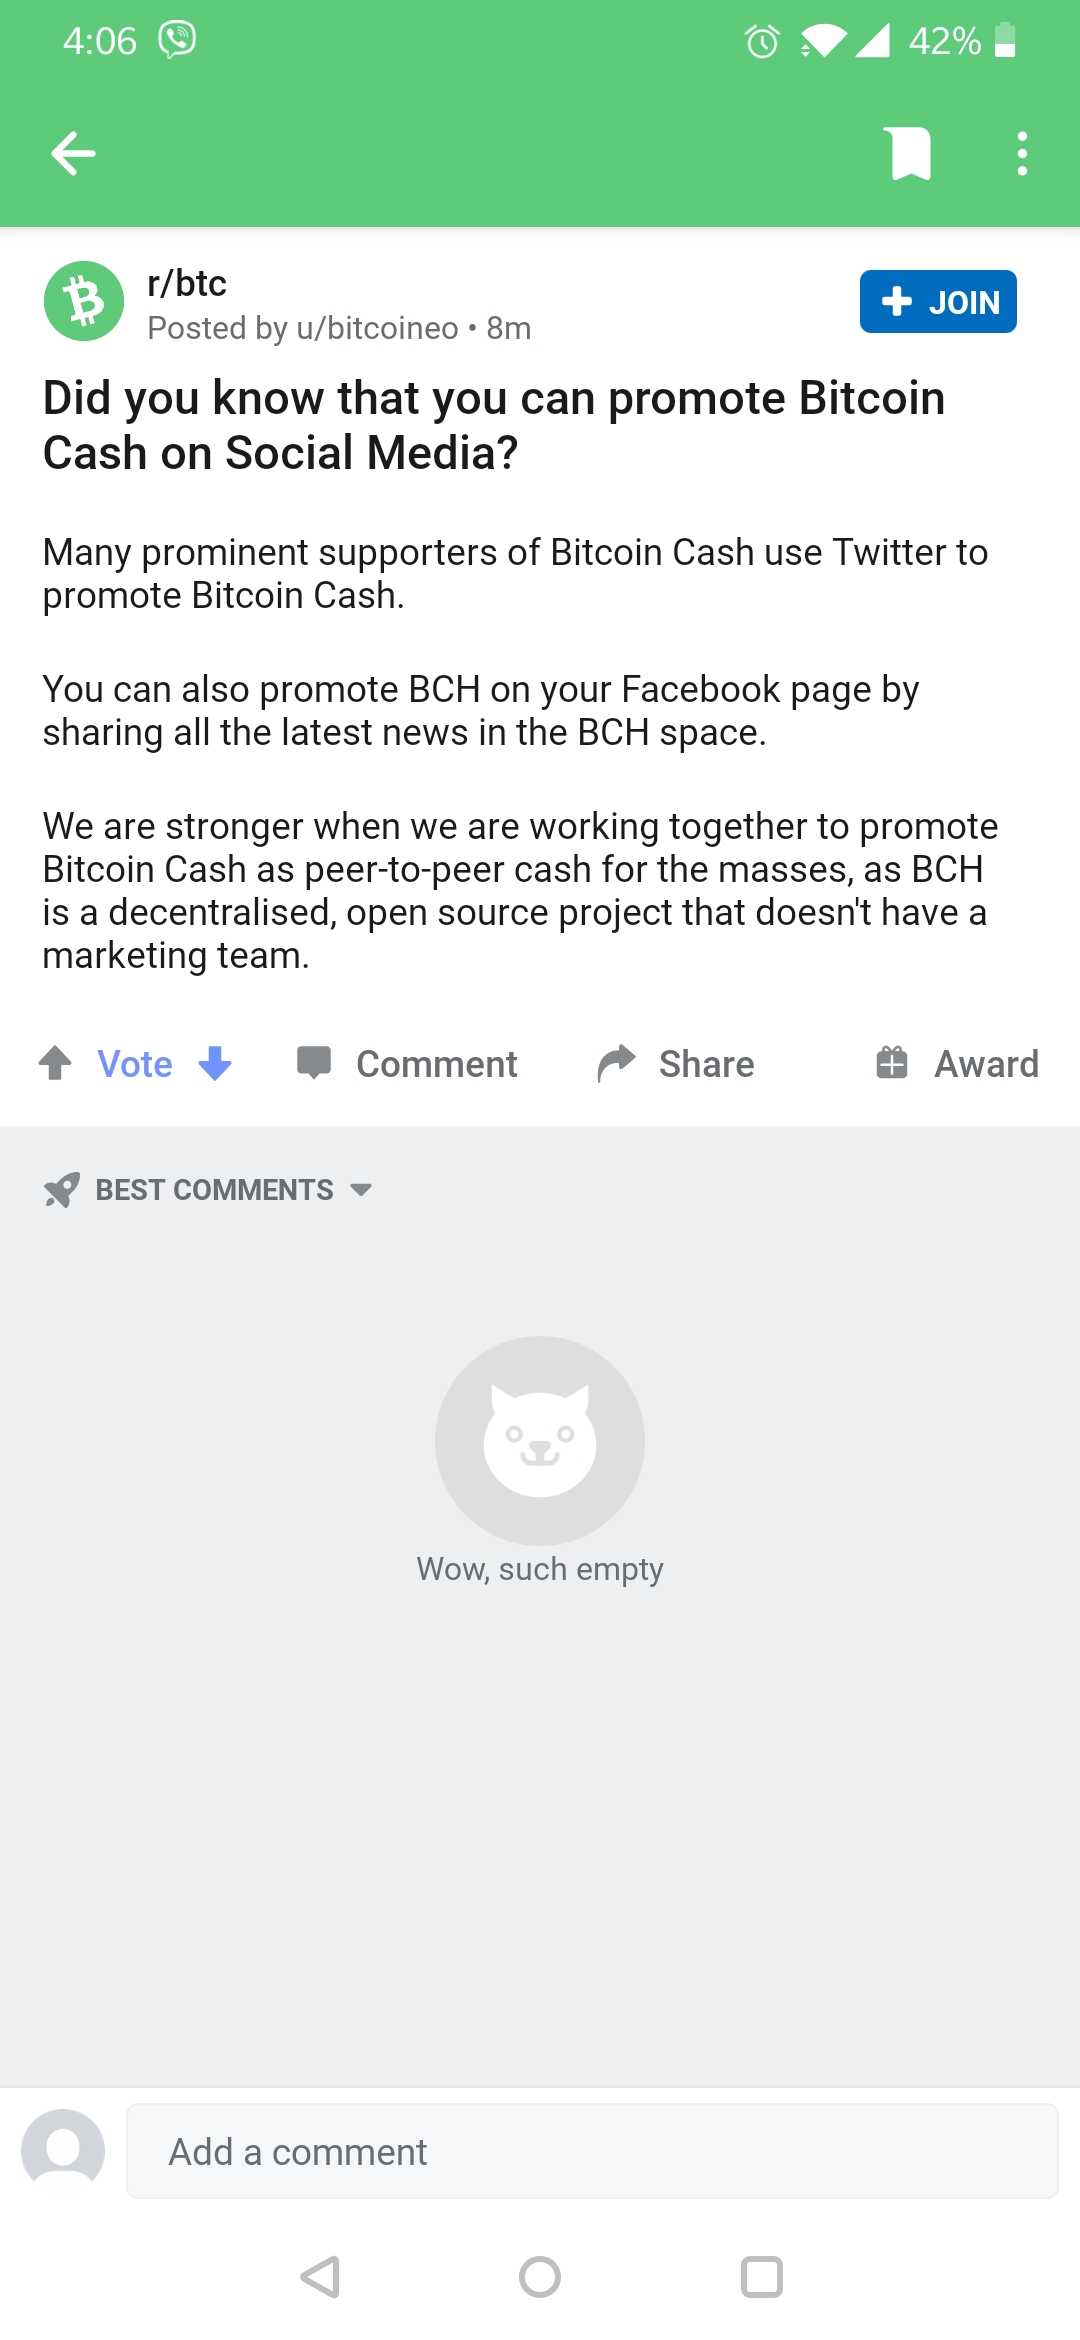 4:06
42%
r/btc
Posted by u/bitcoineo • 8m
JOIN
Did you know that you can promote Bitcoin
Cash on Social Media?
Many prominent supporters of Bitcoin Cash use Twitter to
promote Bitcoin Cash.
You can also promote BCH on your Facebook page by
sharing all the latest news in the BCH space.
We are stronger when we are working together to promote
Bitcoin Cash as peer-to-peer cash for the masses, as BCH
is a decentralised, open source project that doesn't have a
marketing team.
Vote Comment Share Award
BEST COMMENTS
Wow, such empty
Add a comment